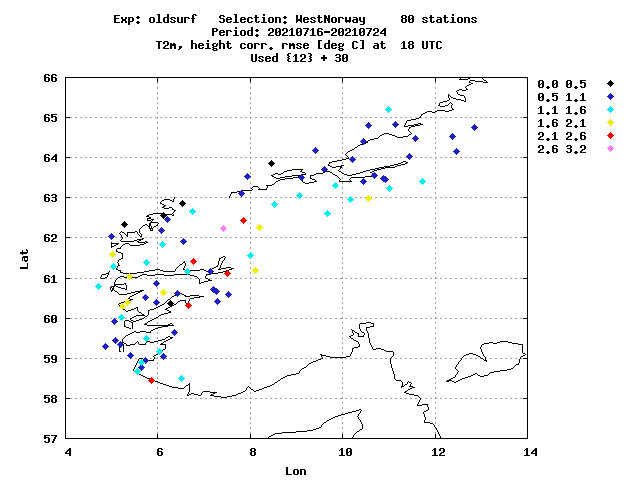 Exp: oldsurf   Selection: WestNorway     80 stations
Period: 20210716-20210724
T2m, height corr. rmse [deg C] at  18 UTC
Used {12} + 30
66
65
64
63
62
61
60
59
58
57
4 6 8 10 12 14
Lat
Lon
0.0 0.5
0.5 1.1
1.1 1.6
1.6 2.1
2.1 2.6
2.6 3.2